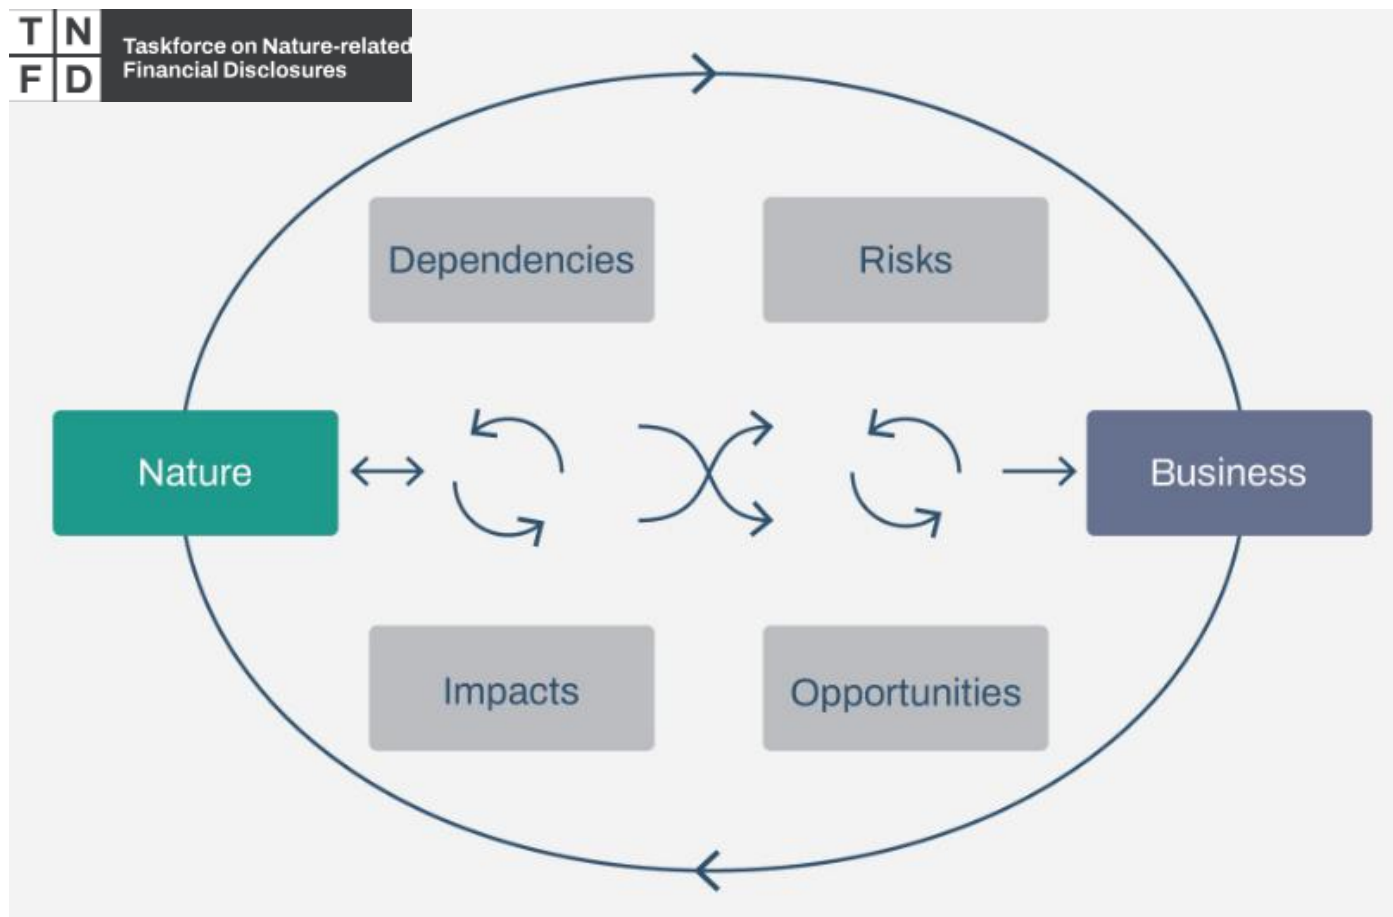 T N
F D
Taskforce on Nature-related
Financial Disclosures
Dependencies
Risks
Nature
Business
Impacts
Opportunities